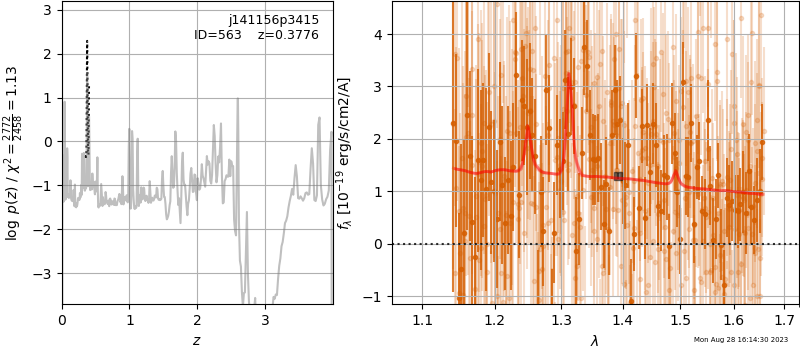 j141156p3415
ID=563 z=0.3776
log p(z) / χ² = 2772/2458 = 1.13
3
2
1
0
−1
−2
−3
0 1 2 3
z
fλ [10⁻¹⁹ erg/s/cm2/A]
4
3
2
1
0
−1
1.1 1.2 1.3 1.4 1.5 1.6 1.7
λ
Mon Aug 28 16:14:30 2023